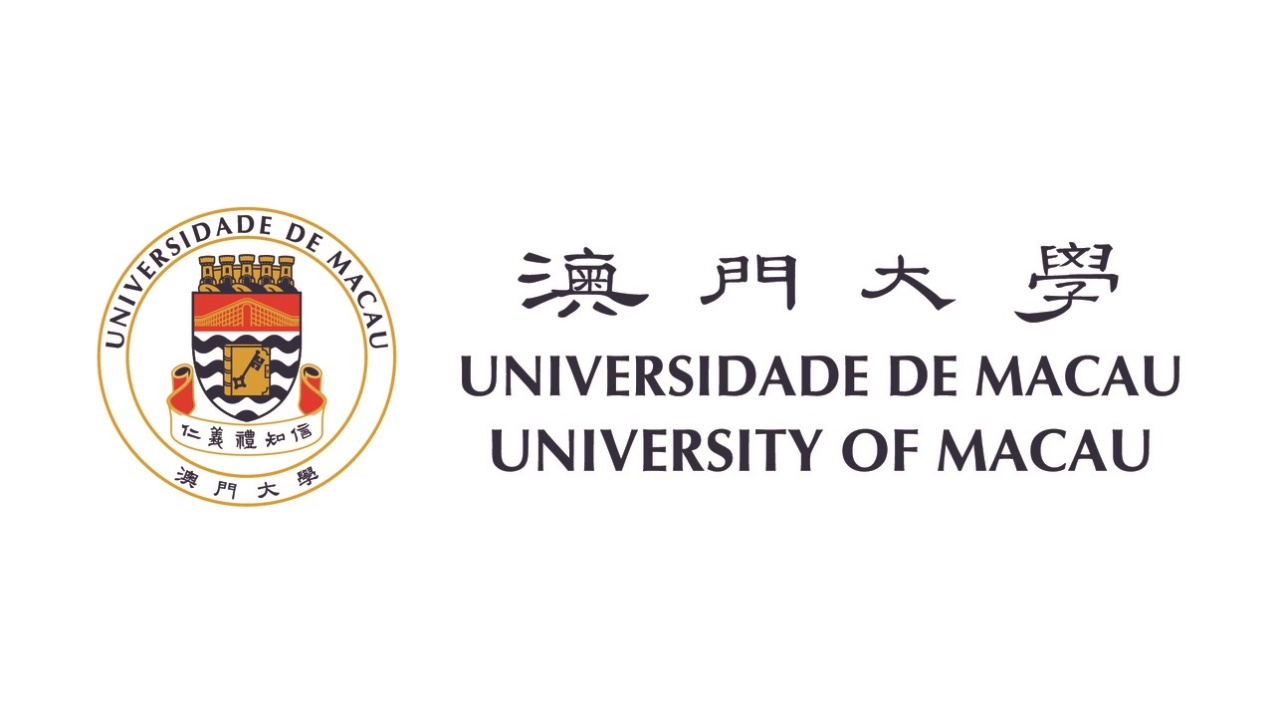 UNIVERSIDADE DE MACAU
仁義禮知信
澳門大學
澳門大學
UNIVERSIDADE DE MACAU
UNIVERSITY OF MACAU